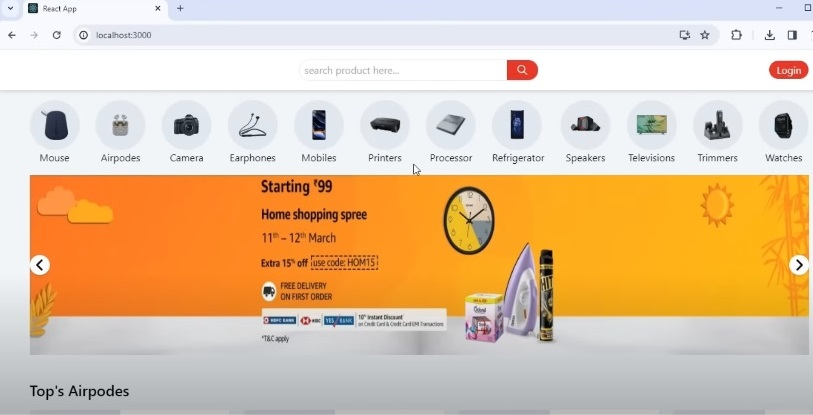 React App
localhost:3000
search product here...
Login
Mouse
Airpodes
Camera
Earphones
Mobiles
Printers
Processor
Refrigerator
Speakers
Televisions
Trimmers
Watches
Starting ₹99
Home shopping spree
11th – 12th March
Extra 15% off use code: HOM15
FREE DELIVERY
ON FIRST ORDER
HDFC BANK HSBC YES BANK
10% Instant Discount*
on Credit Card & Credit Card EMI Transactions
*T&C apply
HIT
Top's Airpodes